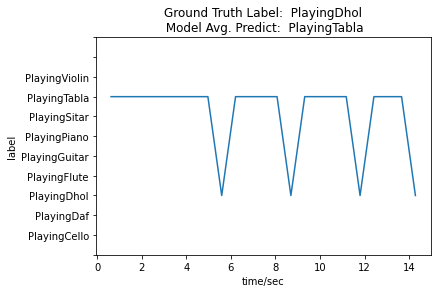 Ground Truth Label:  PlayingDhol
Model Avg. Predict:  PlayingTabla
label
PlayingViolin
PlayingTabla
PlayingSitar
PlayingPiano
PlayingGuitar
PlayingFlute
PlayingDhol
PlayingDaf
PlayingCello
0 2 4 6 8 10 12 14
time/sec